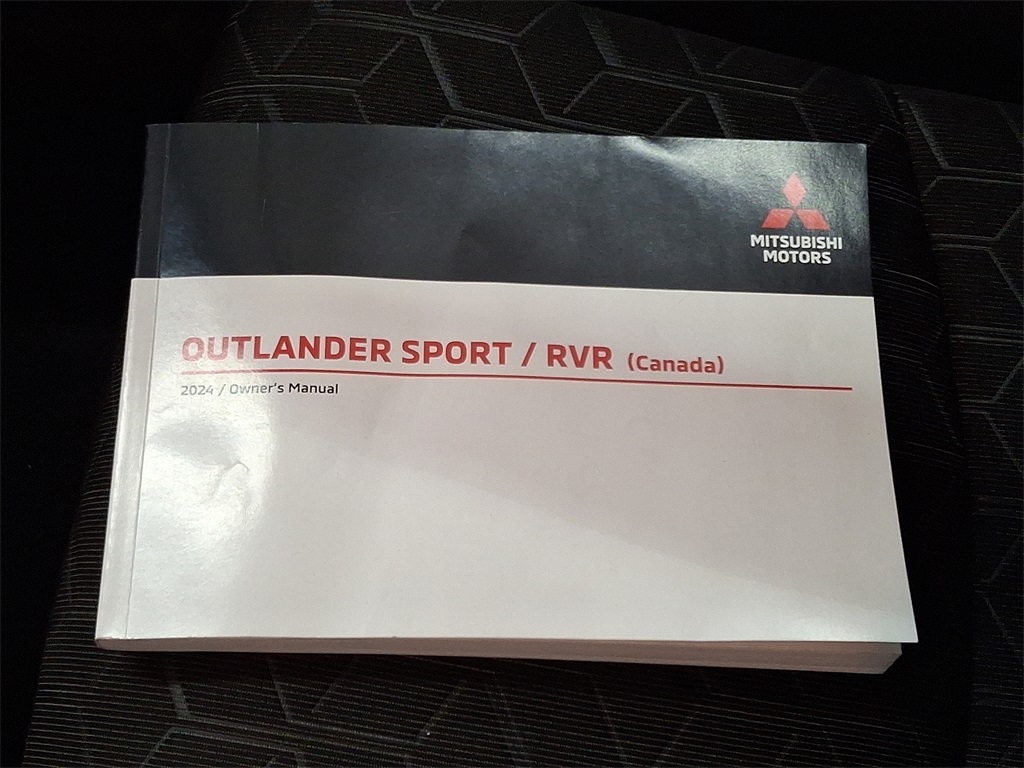 MITSUBISHI
MOTORS
OUTLANDER SPORT / RVR (Canada)
2024 / Owner's Manual